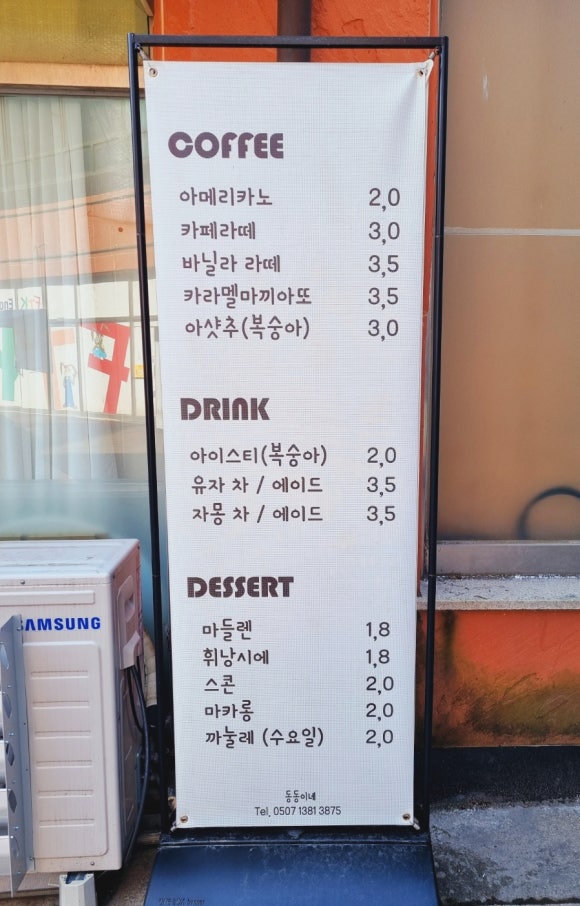 COFFEE
아메리카노 2,0
카페라떼 3,0
바닐라 라떼 3,5
카라멜마끼아또 3,5
아샷추(복숭아) 3,0
DRINK
아이스티(복숭아) 2,0
유자 차 / 에이드 3,5
자몽 차 / 에이드 3,5
DESSERT
마들렌 1,8
휘낭시에 1,8
스콘 2,0
마카롱 2,0
까눌레 (수요일) 2,0
동동이네
Tel. 0507 1381 3875
SAMSUNG